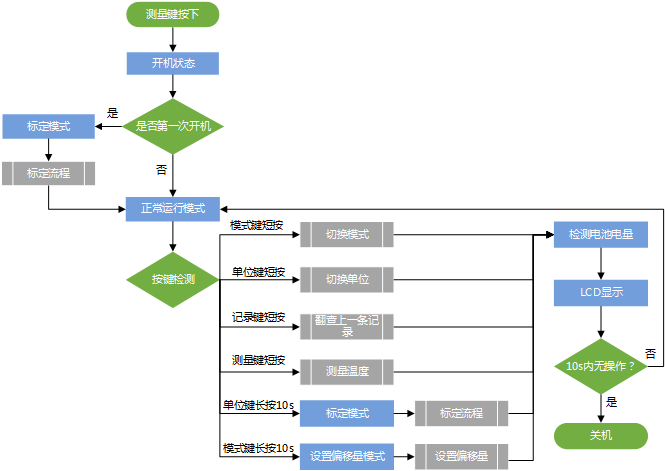 测量键按下
开机状态
是否第一次开机
是
标定模式
标定流程
否
正常运行模式
按键检测
模式键短按
切换模式
单位键短按
切换单位
记录键短按
翻查上一条记
录
测量键短按
测量温度
单位键长按10s
标定模式
标定流程
模式键长按10s
设置偏移量模式
设置偏移量
检测电池电量
LCD显示
10s内无操作？
否
是
关机